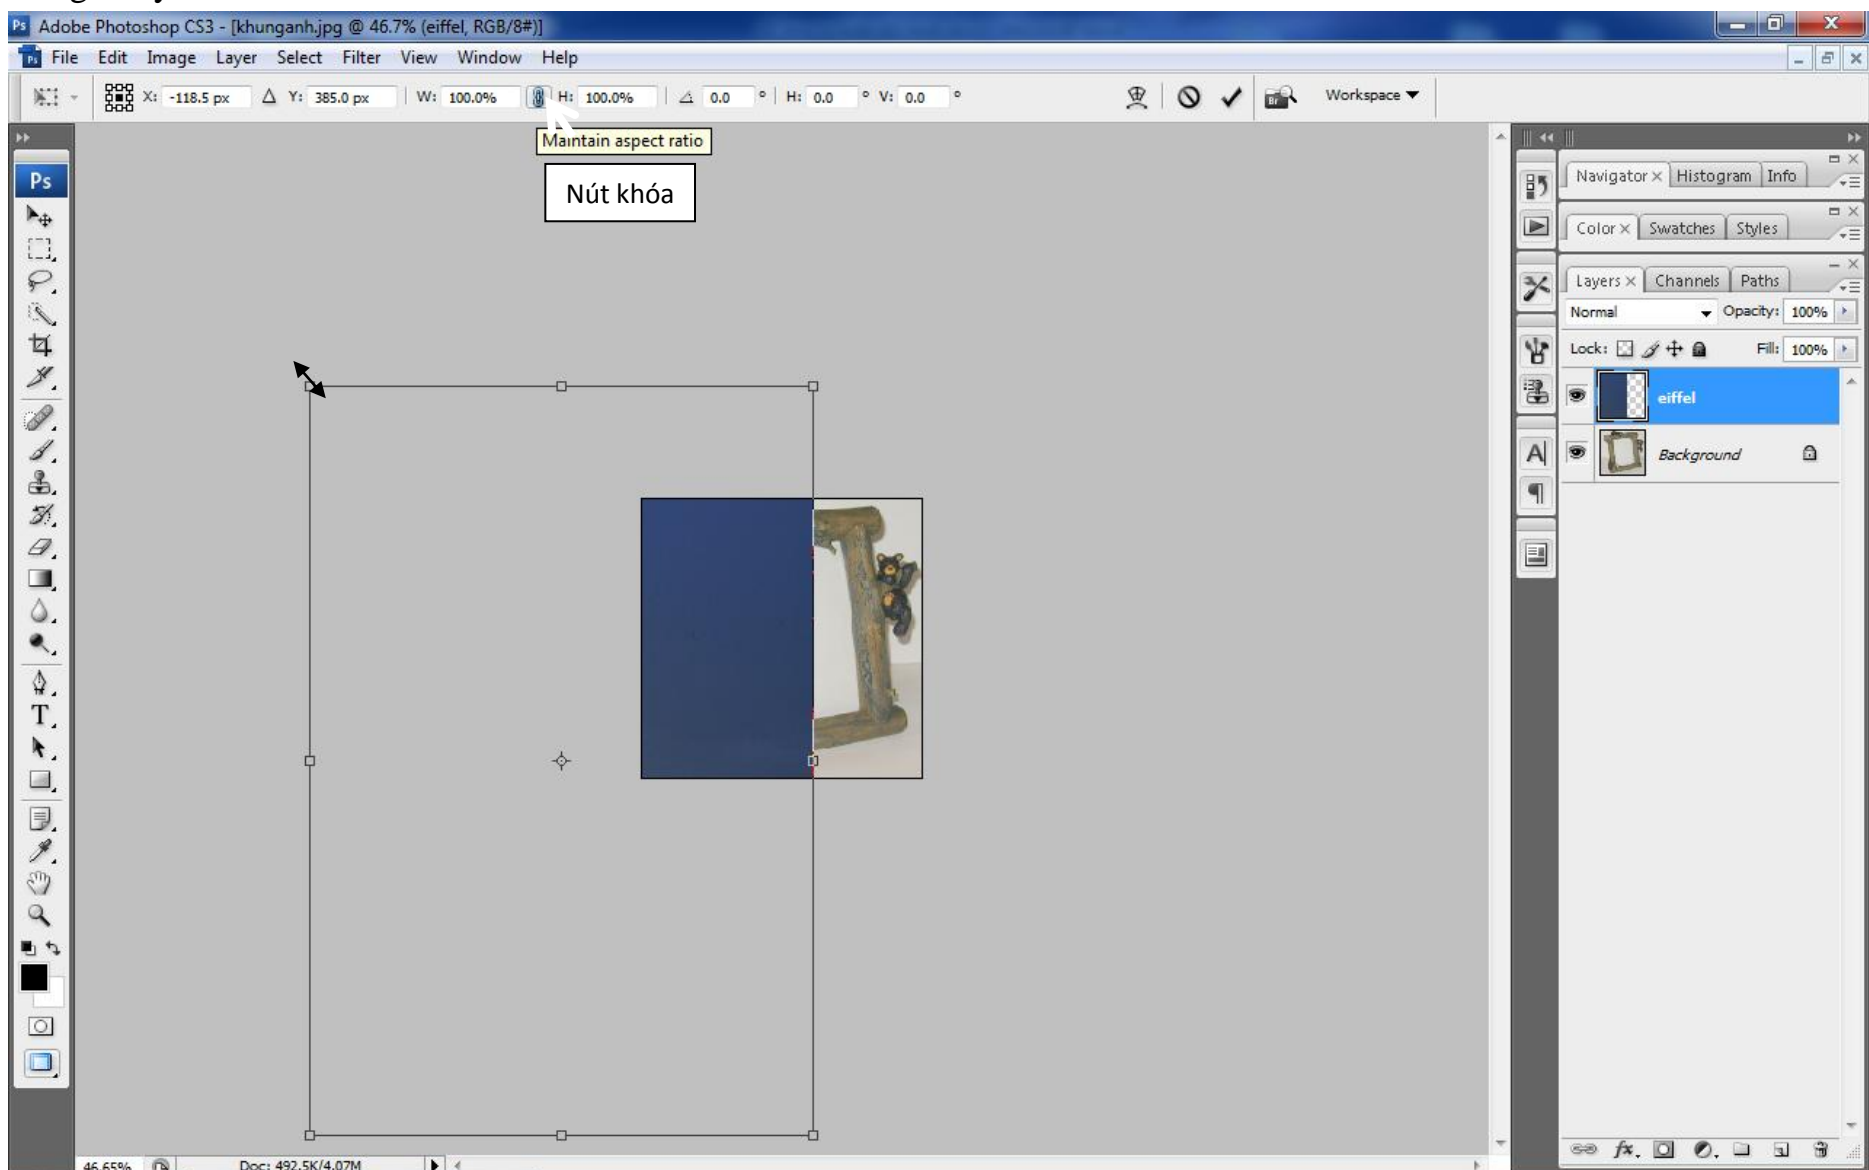 Adobe Photoshop CS3 - [khunganh.jpg @ 46.7% (eiffel, RGB/8#)]
File Edit Image Layer Select Filter View Window Help
X: -118.5 px Y: 385.0 px W: 100.0% H: 100.0% 0.0 ° H: 0.0 ° V: 0.0 ° Workspace
Maintain aspect ratio
Nút khóa
Ps
Navigator Histogram Info
Color Swatches Styles
Layers Channels Paths
Normal Opacity: 100%
Lock: Fill: 100%
eiffel
Background
46.65% Doc: 492.5K/4.07M